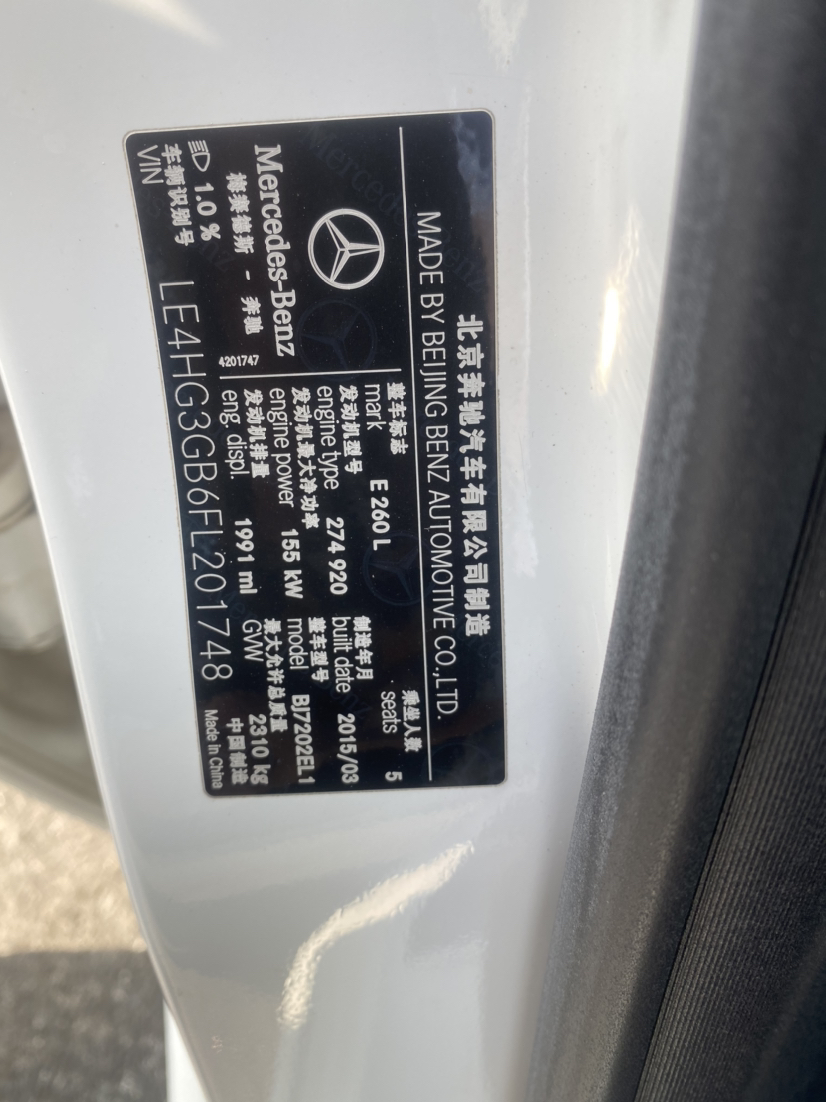 北京奔驰汽车有限公司制造
MADE BY BEIJING BENZ AUTOMOTIVE CO.,LTD.
Mercedes-Benz
梅赛德斯 - 奔驰
4201747
1.0 %
乘坐人数
seats 5
整车标志
mark E 260 L
制造年月
built date 2015/03
发动机型号
engine type 274 920
整车型号
model BJ7202EL1
发动机最大净功率
engine power 155 kW
最大允许总质量
GVW 2310 kg
发动机排量
eng. displ. 1991 ml
中国制造
Made in China
车辆识别号
VIN LE4HG3GB6FL201748